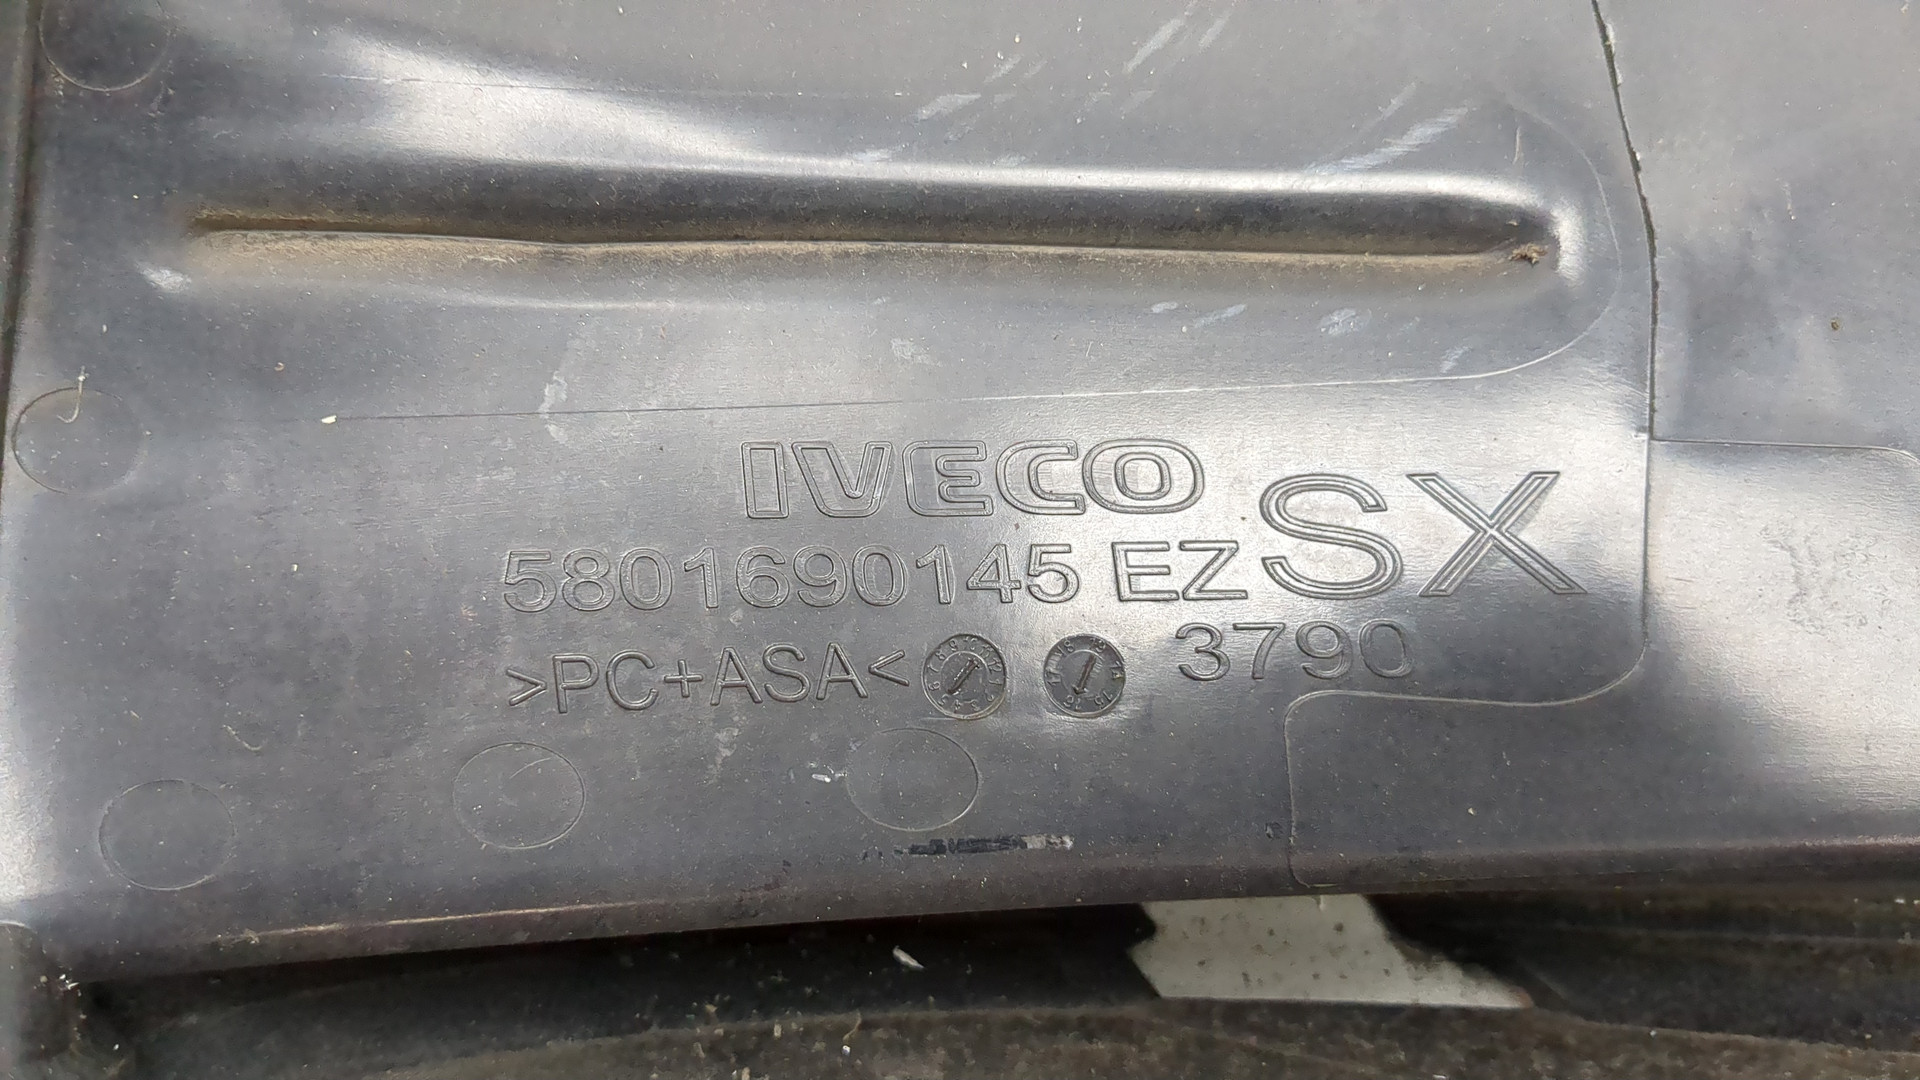 IVECO
5801690145 EZ SX
>PC+ASA< 3790